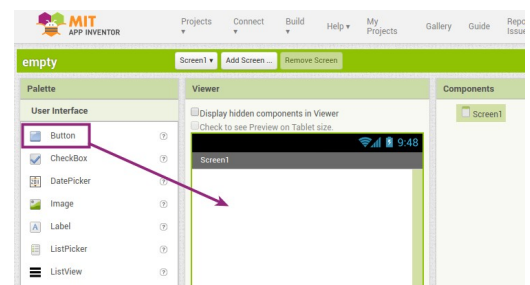 MIT
APP INVENTOR
Projects Connect Build Help My Projects Gallery Guide Repo
Issue
empty
Screen1 Add Screen ... Remove Screen
Palette
Viewer
Components
User Interface
Button
CheckBox
DatePicker
Image
Label
ListPicker
ListView
Display hidden components in Viewer
Check to see Preview on Tablet size.
9:48
Screen1
Screen1